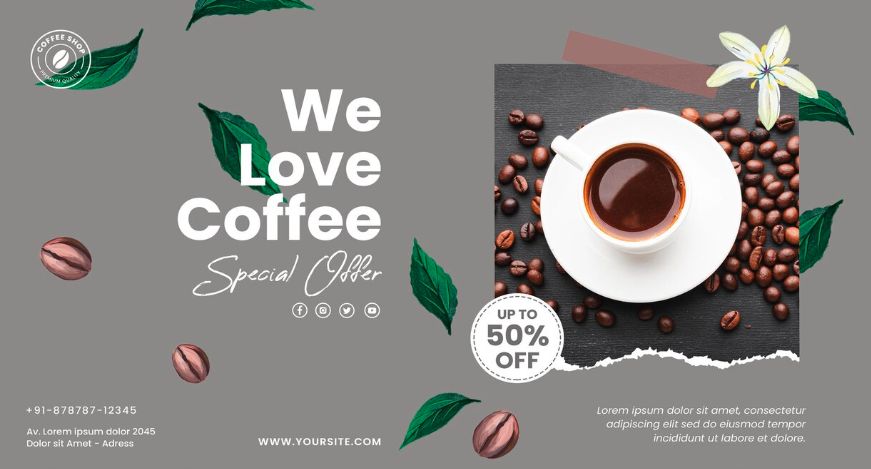 COFFEE SHOP
PREMIUM QUALITY
We
Love
Coffee
Special Offer
UP TO
50%
OFF
+91-878787-12345
Av. Lorem ipsum dolor 2045
Dolor sit Amet - Adress
WWW.YOURSITE.COM
Lorem ipsum dolor sit amet, consectetur
adipiscing elit sed do eiusmod tempor
incididunt ut labore et dolore.